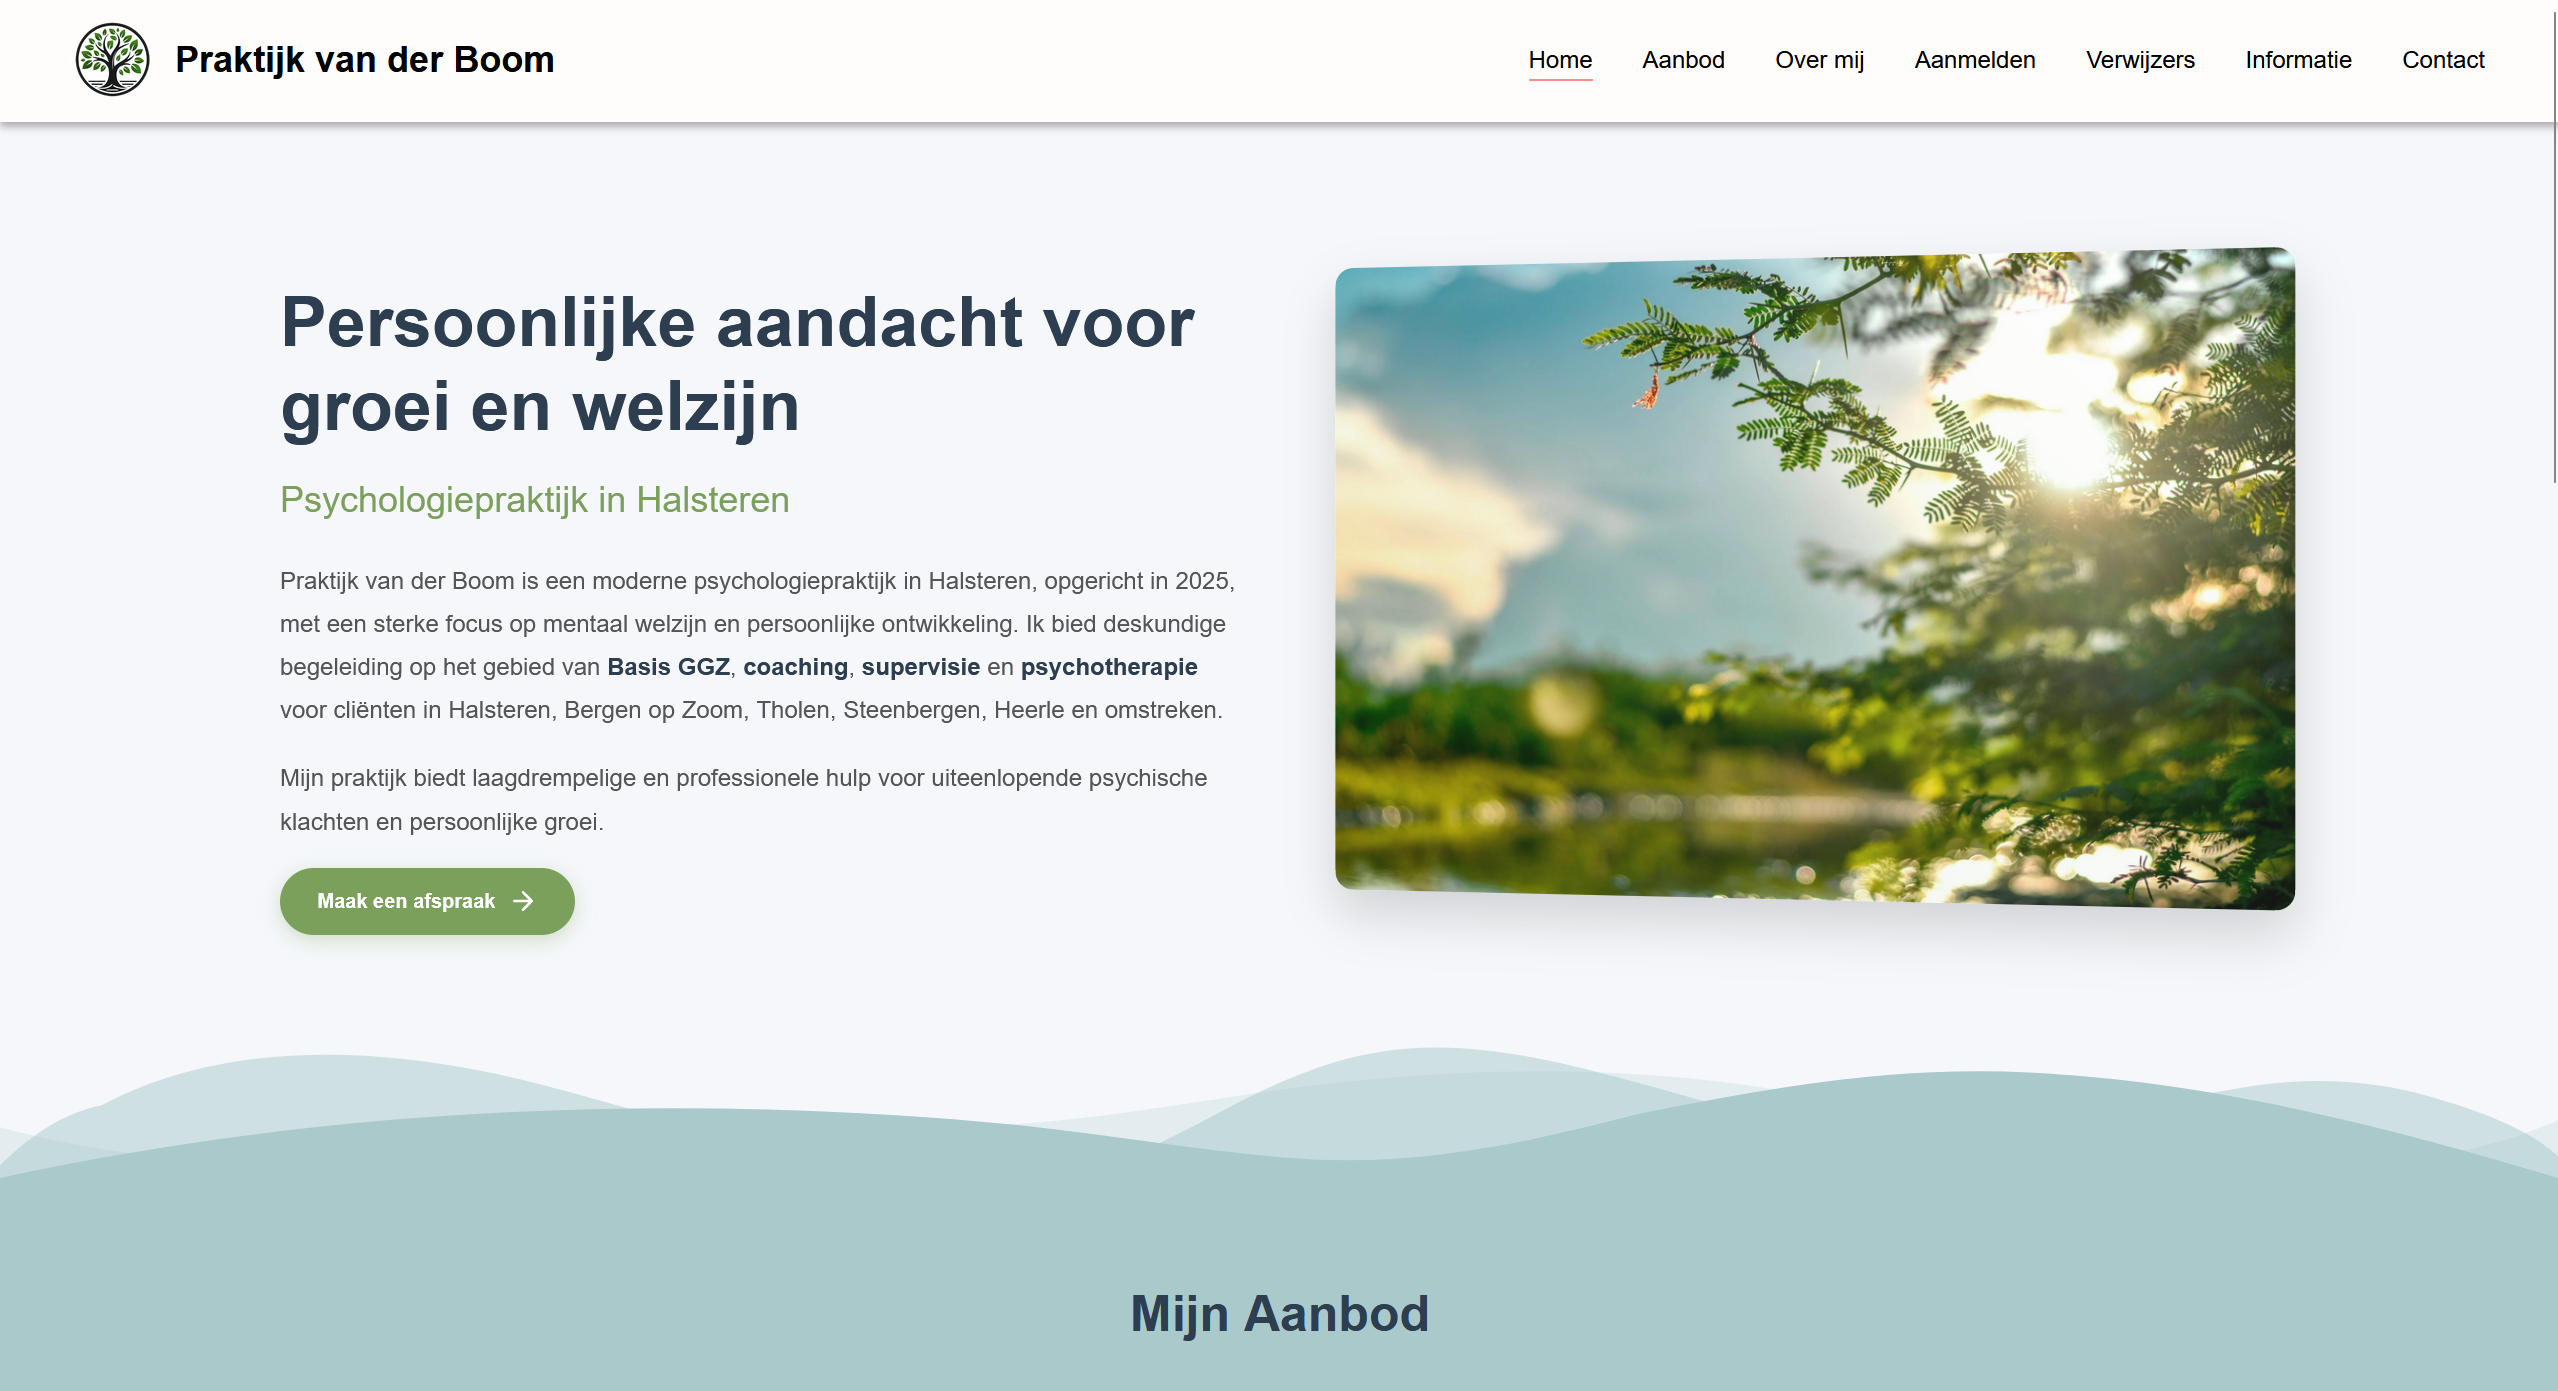 Praktijk van der Boom
Home
Aanbod
Over mij
Aanmelden
Verwijzers
Informatie
Contact
Persoonlijke aandacht voor
groei en welzijn
Psychologiepraktijk in Halsteren
Praktijk van der Boom is een moderne psychologiepraktijk in Halsteren, opgericht in 2025,
met een sterke focus op mentaal welzijn en persoonlijke ontwikkeling. Ik bied deskundige
begeleiding op het gebied van Basis GGZ, coaching, supervisie en psychotherapie
voor cliënten in Halsteren, Bergen op Zoom, Tholen, Steenbergen, Heerle en omstreken.
Mijn praktijk biedt laagdrempelige en professionele hulp voor uiteenlopende psychische
klachten en persoonlijke groei.
Maak een afspraak
Mijn Aanbod